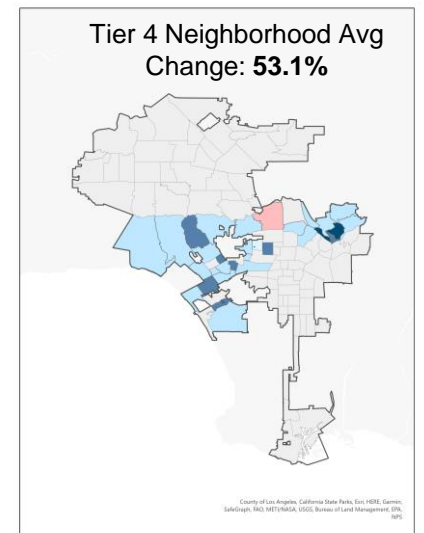 Tier 4 Neighborhood Avg
Change: 53.1%
County of Los Angeles, California State Parks, Esri, HERE, Garmin,
SafeGraph, FAO, METI/NASA, USGS, Bureau of Land Management, EPA,
NPS